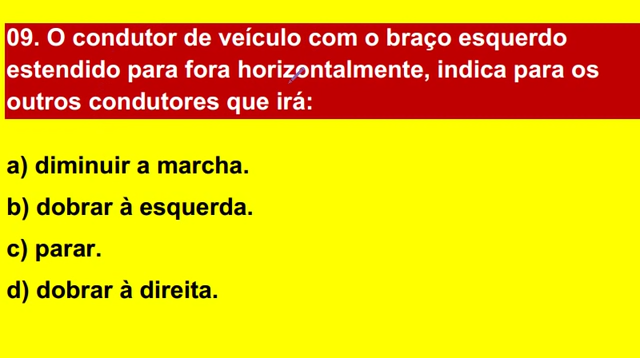 09. O condutor de veículo com o braço esquerdo
estendido para fora horizontalmente, indica para os
outros condutores que irá:
a) diminuir a marcha.
b) dobrar à esquerda.
c) parar.
d) dobrar à direita.